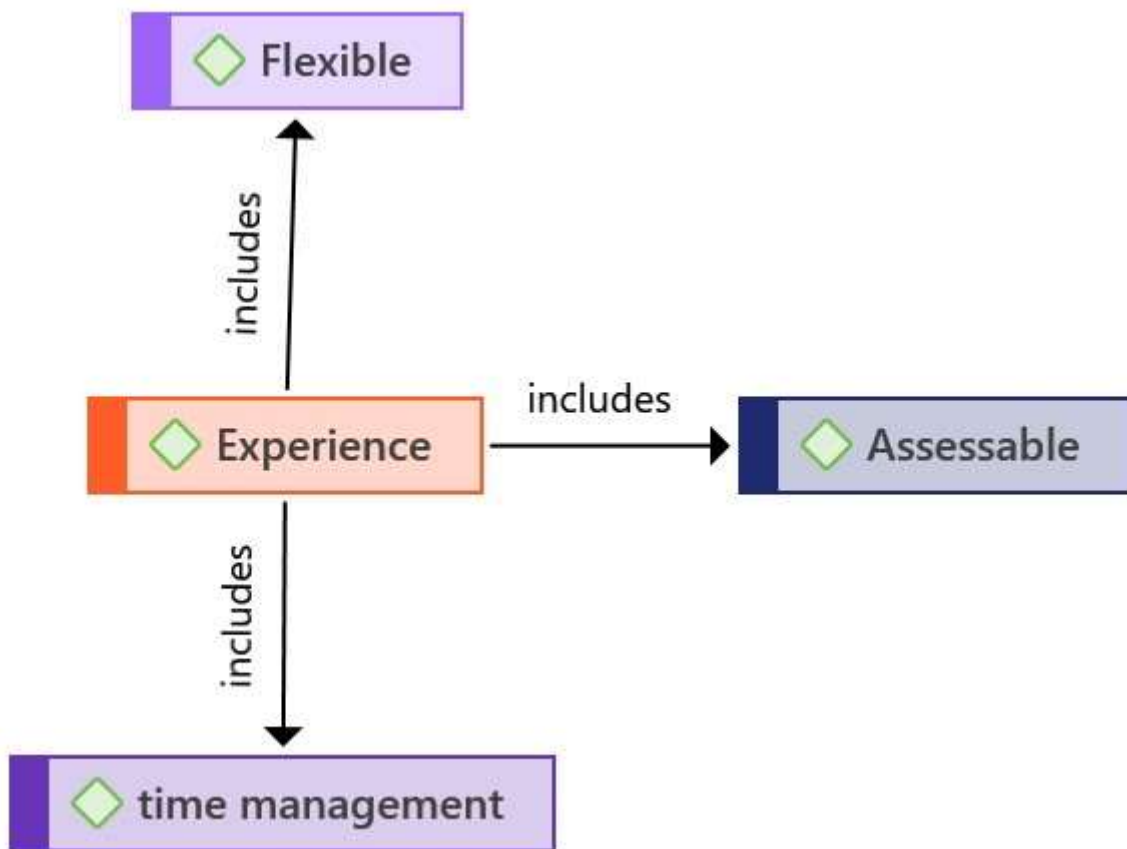 Flexible
includes
Experience
includes
Assessable
includes
time management